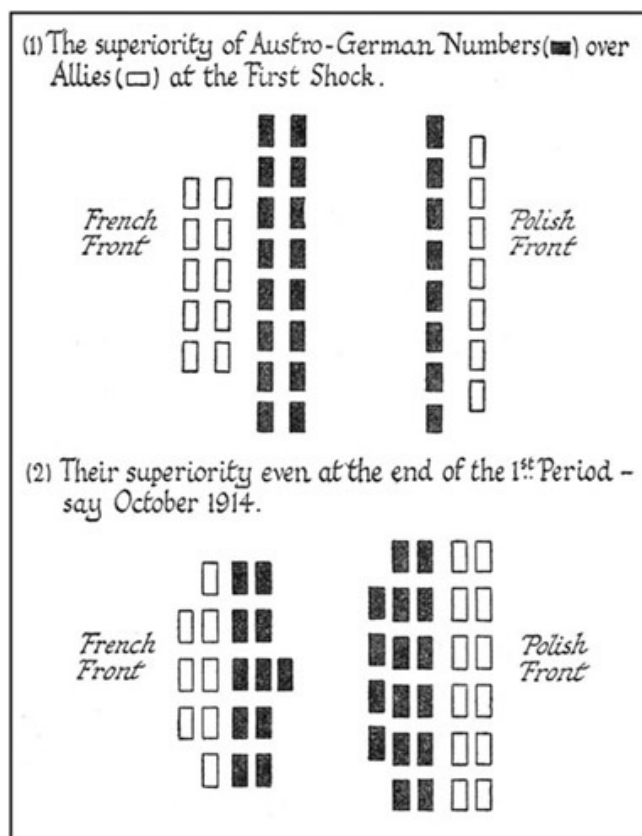 (1) The superiority of Austro-German Numbers(▬) over
Allies(▭) at the First Shock.
French
Front
Polish
Front
(2) Their superiority even at the end of the 1st Period –
say October 1914.
French
Front
Polish
Front